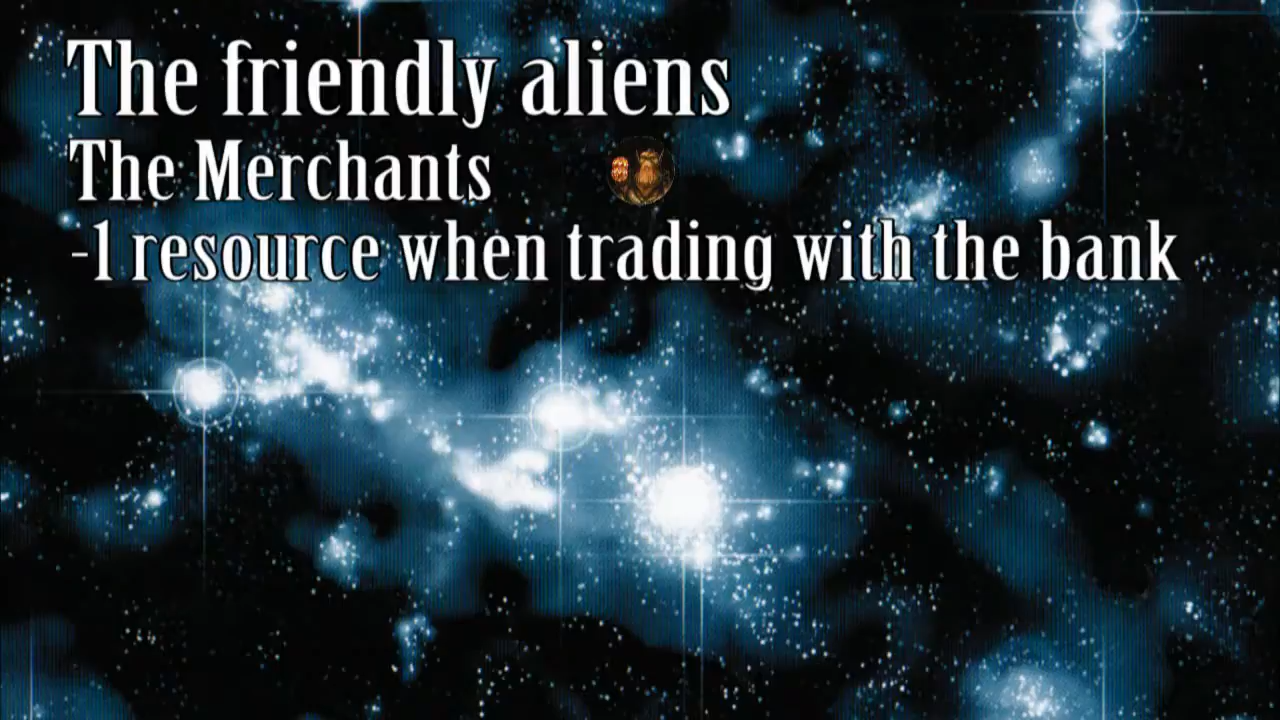 The friendly aliens
The Merchants
-1 resource when trading with the bank